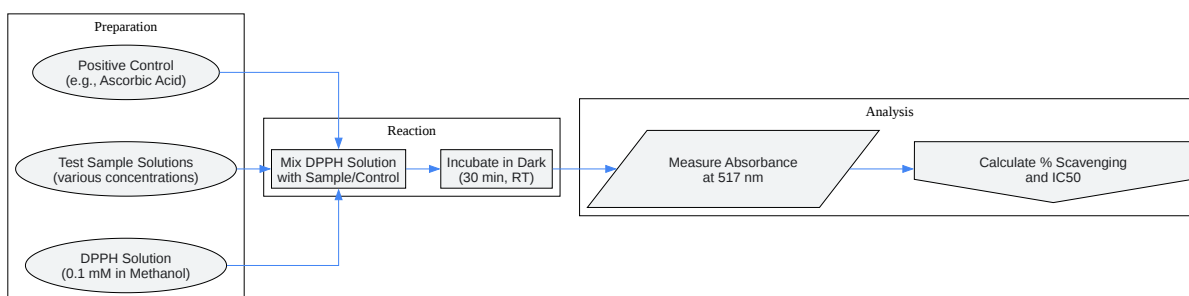 Preparation
Positive Control
(e.g., Ascorbic Acid)
Test Sample Solutions
(various concentrations)
DPPH Solution
(0.1 mM in Methanol)
Reaction
Mix DPPH Solution
with Sample/Control
Incubate in Dark
(30 min, RT)
Analysis
Measure Absorbance
at 517 nm
Calculate % Scavenging
and IC50